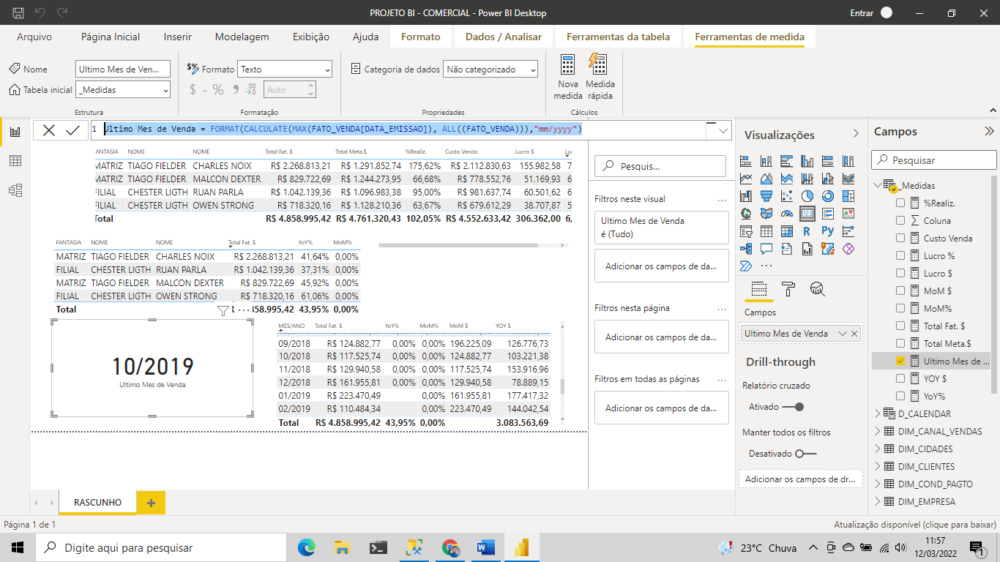 PROJETO BI - COMERCIAL - Power BI Desktop
Entrar
Arquivo Página Inicial Inserir Modelagem Exibição Ajuda Formato Dados / Analisar Ferramentas da tabela Ferramentas de medida
Nome Ultimo Mes de Ven...
Tabela inicial _Medidas
Estrutura
Formato Texto
$ % Auto
Formatação
Categoria de dados Não categorizado
Propriedades
Nova medida
Medida rápida
Cálculos
1 Ultimo Mes de Venda = FORMAT(CALCULATE(MAX(FATO_VENDA[DATA_EMISSAO]), ALL((FATO_VENDA))),"mm/yyyy")
ANTASIA NOME NOME Total Fat. $ Total Meta.$ %Realiz. Custo Venda Lucro $ Lu
MATRIZ TIAGO FIELDER CHARLES NOIX R$ 2.268.813,21 R$ 1.291.852,74 175,62% R$ 2.112.830,63 155.982,58 7
MATRIZ TIAGO FIELDER MALCON DEXTER R$ 829.722,69 R$ 1.244.273,95 66,68% R$ 778.552,76 51.169,93 6
FILIAL CHESTER LIGTH RUAN PARLA R$ 1.042.139,36 R$ 1.096.983,38 95,00% R$ 981.637,74 60.501,62 6
FILIAL CHESTER LIGTH OWEN STRONG R$ 718.320,16 R$ 1.128.210,36 63,67% R$ 679.612,29 38.707,87 5
Total R$ 4.858.995,42 R$ 4.761.320,43 102,05% R$ 4.552.633,42 306.362,00 6,
FANTASIA NOME NOME Total Fat. $ YoY% MoM%
MATRIZ TIAGO FIELDER CHARLES NOIX R$ 2.268.813,21 41,64% 0,00%
FILIAL CHESTER LIGTH RUAN PARLA R$ 1.042.139,36 37,31% 0,00%
MATRIZ TIAGO FIELDER MALCON DEXTER R$ 829.722,69 45,92% 0,00%
FILIAL CHESTER LIGTH OWEN STRONG R$ 718.320,16 61,06% 0,00%
Total 358.995,42 43,95% 0,00%
10/2019
Ultimo Mes de Venda
MES/ANO Total Fat. $ YoY% MoM% MoM $ YOY $
09/2018 R$ 124.882,77 0,00% 0,00% 196.225,09 126.776,73
10/2018 R$ 117.525,74 0,00% 0,00% 124.882,77 103.221,38
11/2018 R$ 129.940,58 0,00% 0,00% 117.525,74 153.916,96
12/2018 R$ 161.955,81 0,00% 0,00% 129.940,58 78.889,15
01/2019 R$ 223.470,49 0,00% 161.955,81 177.417,32
02/2019 R$ 110.484,34 0,00% 223.470,49 144.042,54
Total R$ 4.858.995,42 43,95% 0,00% 3.083.563,69
Pesquis...
Filtros neste visual ...
Ultimo Mes de Venda
é (Tudo)
Adicionar os campos de da...
Filtros nesta página ...
Adicionar os campos de da...
Filtros em todas as páginas ...
Adicionar os campos de da...
Visualizações
123
R Py
...
Campos
Ultimo Mes de Venda
Drill-through
Relatório cruzado
Ativado
Manter todos os filtros
Desativado
Adicionar os campos de dr...
Campos
Pesquisar
_Medidas
%Realiz.
Coluna
Custo Venda
Lucro %
Lucro $
MoM $
MoM%
Total Fat. $
Total Meta.$
Ultimo Mes de ...
YOY $
YoY%
D_CALENDAR
DIM_CANAL_VENDAS
DIM_CIDADES
DIM_CLIENTES
DIM_COND_PAGTO
DIM_EMPRESA
RASCUNHO
Página 1 de 1
Atualização disponível (clique para baixar)
Digite aqui para pesquisar
23°C Chuva
11:57
12/03/2022
1